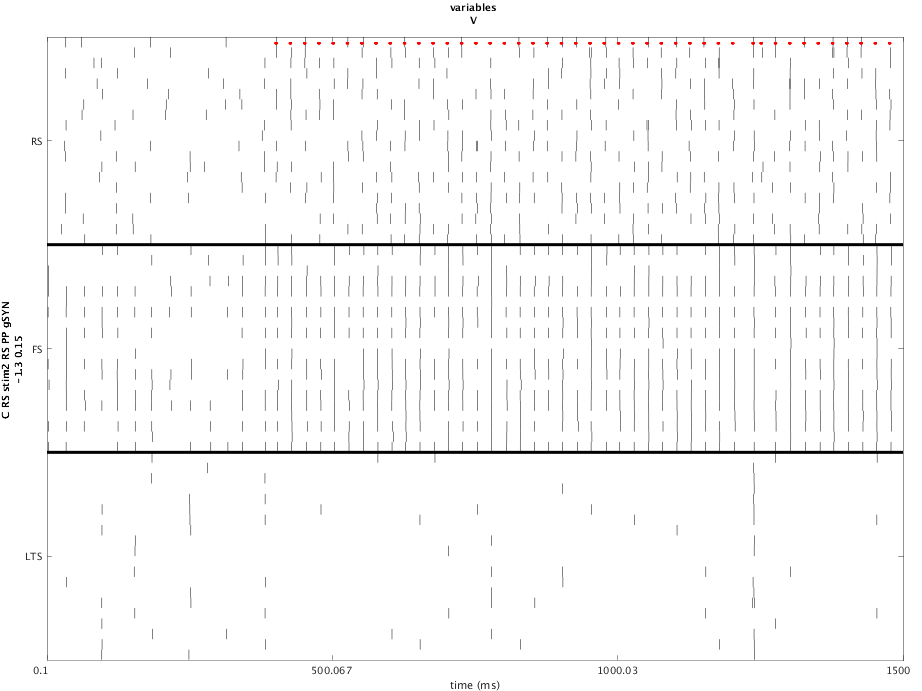 variables
V
C RS stim2 RS PP gSYN
-1.3 0.15
RS
FS
LTS
0.1
500.067
1000.03
1500
time (ms)